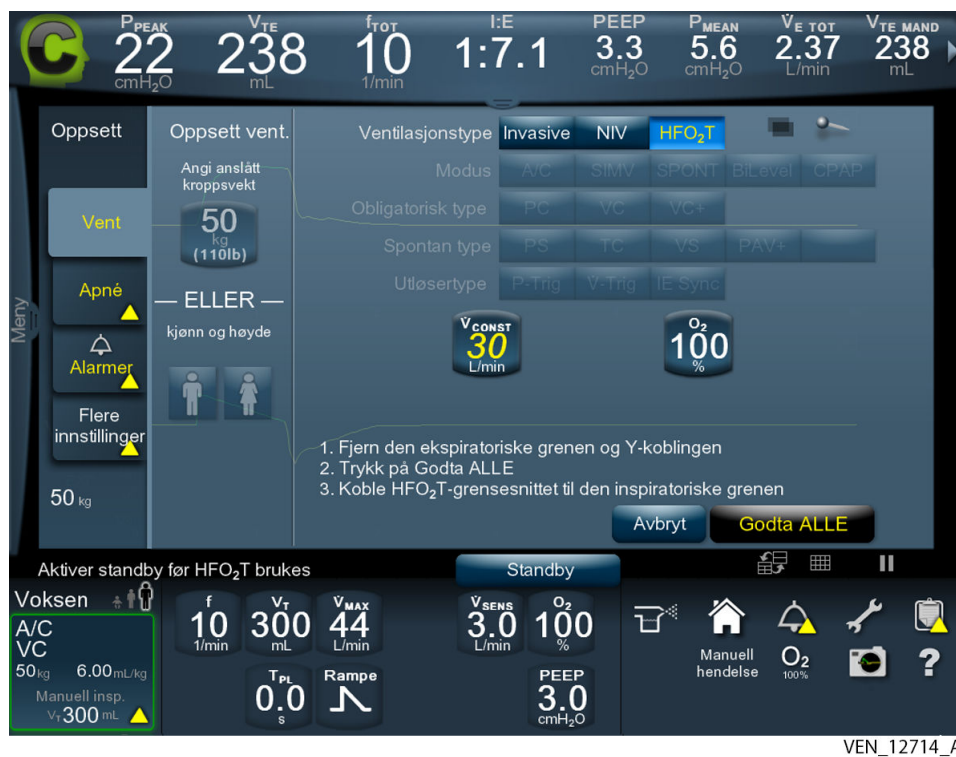 PPEAK
22
cmH2O
VTE
238
mL
fTOT
10
1/min
I:E
1:7.1
PEEP
3.3
cmH2O
PMEAN
5.6
cmH2O
V̇E TOT
2.37
L/min
VTE MAND
238
mL
Meny
Oppsett
Vent
Apné
Alarmer
Flere
innstillinger
50 kg
Oppsett vent.
Angi anslått
kroppsvekt
50
kg
(110lb)
— ELLER —
kjønn og høyde
Ventilasjonstype Invasive NIV HFO2T
Modus A/C SIMV SPONT BiLevel CPAP
Obligatorisk type PC VC VC+
Spontan type PS TC VS PAV+
Utløsertype P-Trig V̇-Trig IE Sync
V̇CONST
30
L/min
O2
100
%
1. Fjern den ekspiratoriske grenen og Y-koblingen
2. Trykk på Godta ALLE
3. Koble HFO2T-grensesnittet til den inspiratoriske grenen
Avbryt Godta ALLE
Aktiver standby før HFO2T brukes
Standby
Voksen
A/C
VC
50kg 6.00mL/kg
Manuell insp.
VT300 mL
f
10
1/min
VT
300
mL
V̇MAX
44
L/min
V̇SENS
3.0
L/min
O2
100
%
TPL
0.0
s
Rampe
PEEP
3.0
cmH2O
Manuell
hendelse
O2
100%
?
VEN_12714_A